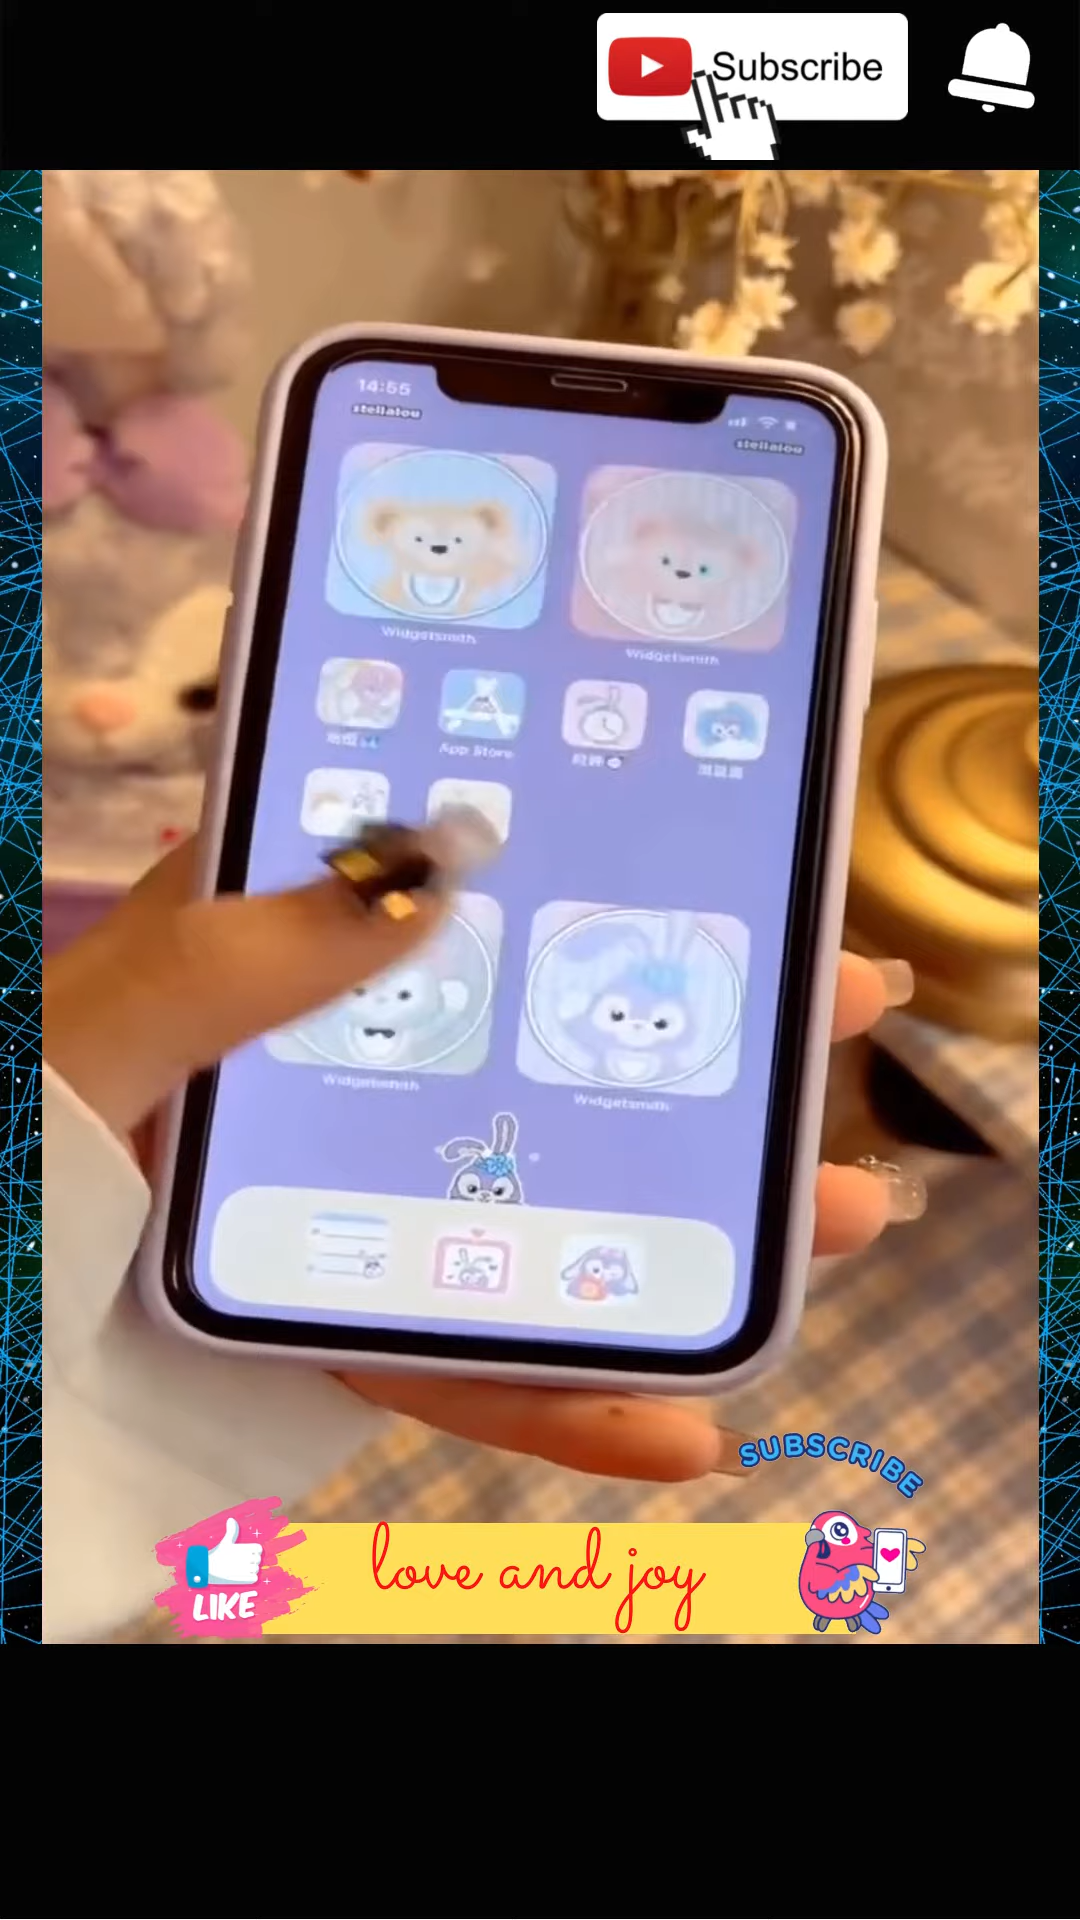 Subscribe
14:55
stellalou
stellalou
Widgetsmith
Widgetsmith
App Store
Widgetsmith
Widgetsmith
SUBSCRIBE
LIKE
love and joy